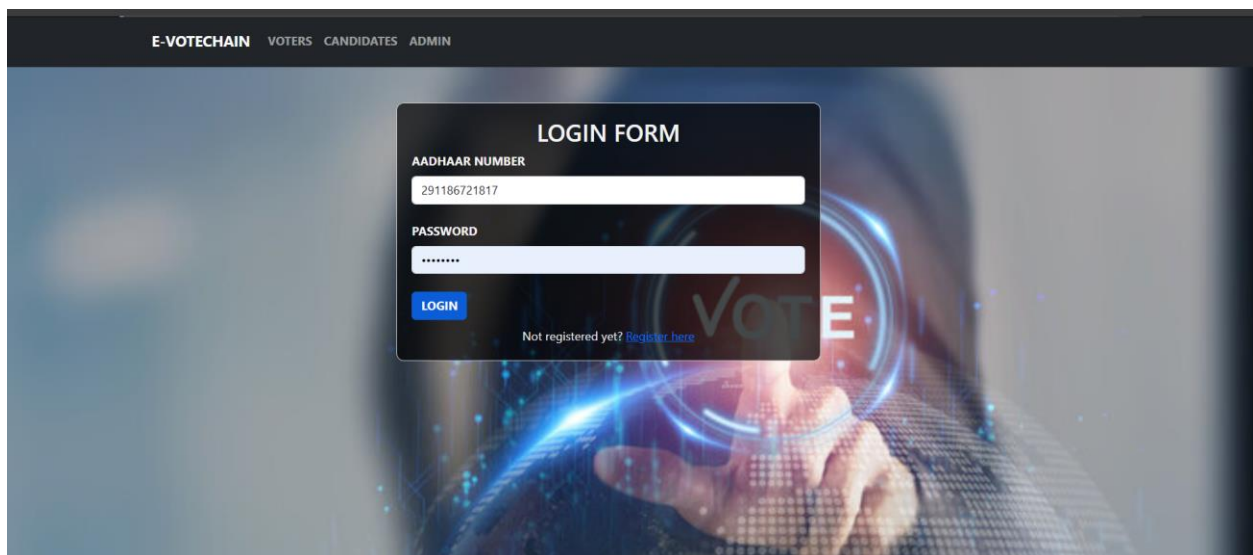 E-VOTECHAIN VOTERS CANDIDATES ADMIN
LOGIN FORM
AADHAAR NUMBER
291186721817
PASSWORD
••••••••
LOGIN
Not registered yet? Register here
VOTE